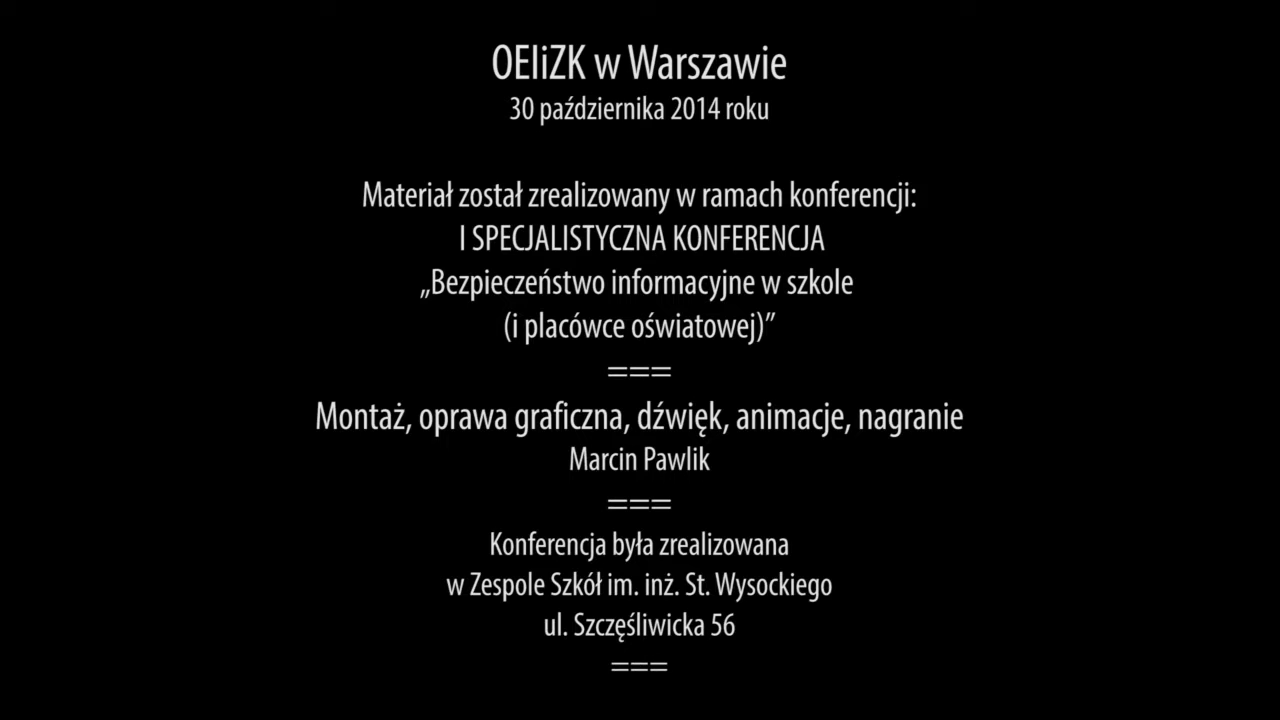 OEIiZK w Warszawie
30 października 2014 roku
Materiał został zrealizowany w ramach konferencji:
I SPECJALISTYCZNA KONFERENCJA
„Bezpieczeństwo informacyjne w szkole
(i placówce oświatowej)”
===
Montaż, oprawa graficzna, dźwięk, animacje, nagranie
Marcin Pawlik
===
Konferencja była zrealizowana
w Zespole Szkół im. inż. St. Wysockiego
ul. Szczęśliwicka 56
===